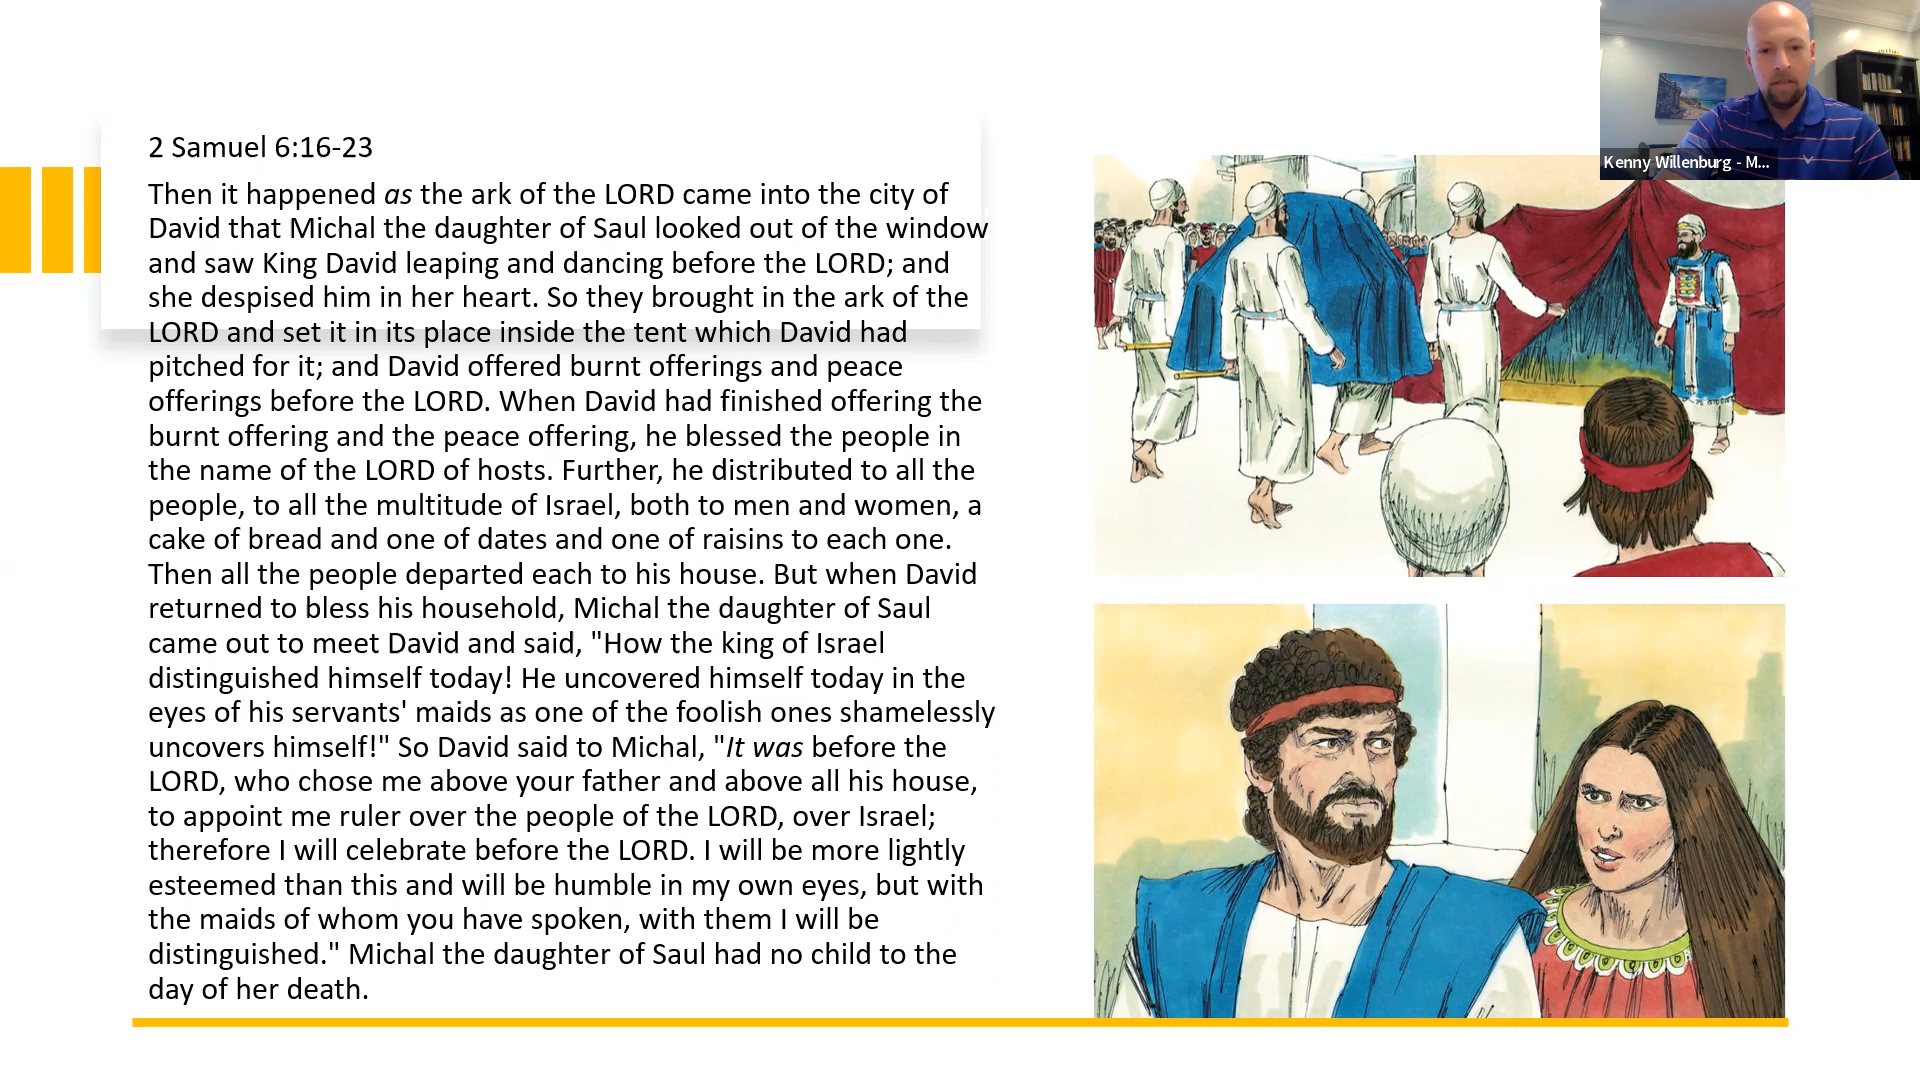 2 Samuel 6:16-23
Then it happened as the ark of the LORD came into the city of
David that Michal the daughter of Saul looked out of the window
and saw King David leaping and dancing before the LORD; and
she despised him in her heart. So they brought in the ark of the
LORD and set it in its place inside the tent which David had
pitched for it; and David offered burnt offerings and peace
offerings before the LORD. When David had finished offering the
burnt offering and the peace offering, he blessed the people in
the name of the LORD of hosts. Further, he distributed to all the
people, to all the multitude of Israel, both to men and women, a
cake of bread and one of dates and one of raisins to each one.
Then all the people departed each to his house. But when David
returned to bless his household, Michal the daughter of Saul
came out to meet David and said, "How the king of Israel
distinguished himself today! He uncovered himself today in the
eyes of his servants' maids as one of the foolish ones shamelessly
uncovers himself!" So David said to Michal, "It was before the
LORD, who chose me above your father and above all his house,
to appoint me ruler over the people of the LORD, over Israel;
therefore I will celebrate before the LORD. I will be more lightly
esteemed than this and will be humble in my own eyes, but with
the maids of whom you have spoken, with them I will be
distinguished." Michal the daughter of Saul had no child to the
day of her death.
Kenny Willenburg - M...